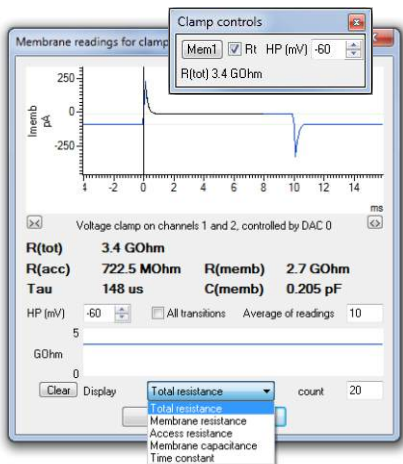 Clamp controls
Mem1 Rt HP (mV) -60
R(tot) 3.4 GOhm
Membrane readings for clamp
Imemb
pA
250
0
-250
-4 -2 0 2 4 6 8 10 12 14
ms
Voltage clamp on channels 1 and 2, controlled by DAC 0
R(tot) 3.4 GOhm
R(acc) 722.5 MOhm R(memb) 2.7 GOhm
Tau 148 us C(memb) 0.205 pF
HP (mV) -60 All transitions Average of readings 10
5
GOhm
0
Clear Display Total resistance count 20
Total resistance
Membrane resistance
Access resistance
Membrane capacitance
Time constant